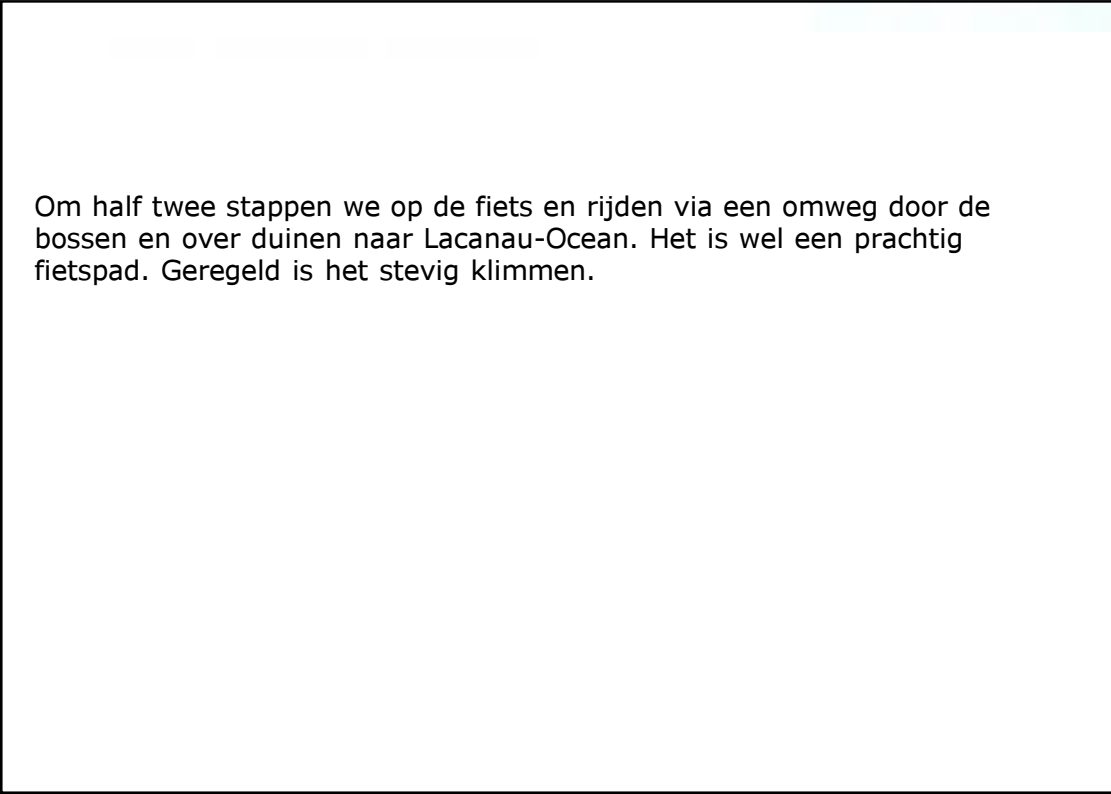 Om half twee stappen we op de fiets en rijden via een omweg door de
bossen en over duinen naar Lacanau-Ocean. Het is wel een prachtig
fietspad. Geregeld is het stevig klimmen.